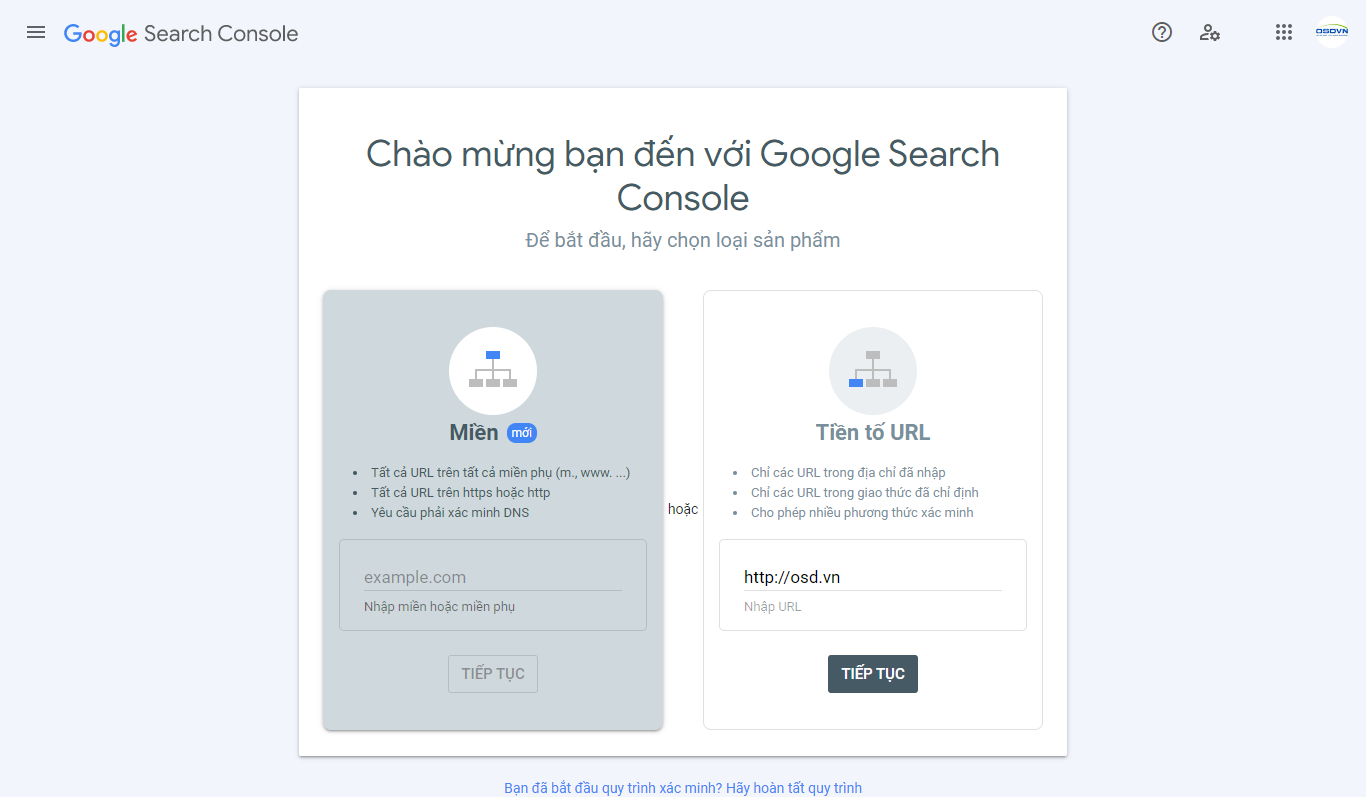 Google Search Console
OSDVN
Chào mừng bạn đến với Google Search
Console
Để bắt đầu, hãy chọn loại sản phẩm
Miền mới
Tất cả URL trên tất cả miền phụ (m., www. ...)
Tất cả URL trên https hoặc http
Yêu cầu phải xác minh DNS
example.com
Nhập miền hoặc miền phụ
TIẾP TỤC
hoặc
Tiền tố URL
Chỉ các URL trong địa chỉ đã nhập
Chỉ các URL trong giao thức đã chỉ định
Cho phép nhiều phương thức xác minh
http://osd.vn
Nhập URL
TIẾP TỤC
Bạn đã bắt đầu quy trình xác minh? Hãy hoàn tất quy trình